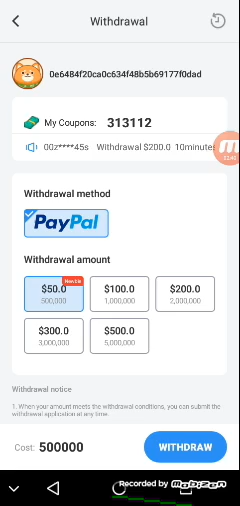 Withdrawal
0e6484f20ca0c634f48b5b69177f0dad
My Coupons: 313112
00z****45s Withdrawal $200.0 10minutes
Withdrawal method
PayPal
Withdrawal amount
Newbie
$50.0 $100.0 $200.0
500,000 1,000,000 2,000,000
$300.0 $500.0
3,000,000 5,000,000
Withdrawal notice
1. When your amount meets the withdrawal conditions, you can submit the
withdrawal application at any time.
Cost: 500000 WITHDRAW
Recorded by mobizen